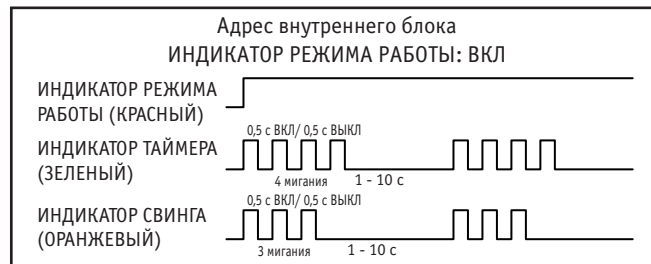 Адрес внутреннего блока
ИНДИКАТОР РЕЖИМА РАБОТЫ: ВКЛ
ИНДИКАТОР РЕЖИМА
РАБОТЫ (КРАСНЫЙ)
0,5 с ВКЛ/ 0,5 с ВЫКЛ
ИНДИКАТОР ТАЙМЕРА
(ЗЕЛЕНЫЙ)
4 мигания 1 - 10 с
0,5 с ВКЛ/ 0,5 с ВЫКЛ
ИНДИКАТОР СВИНГА
(ОРАНЖЕВЫЙ)
3 мигания 1 - 10 с